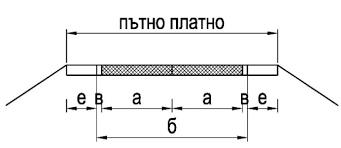 пътно платно
е в а а в е
б